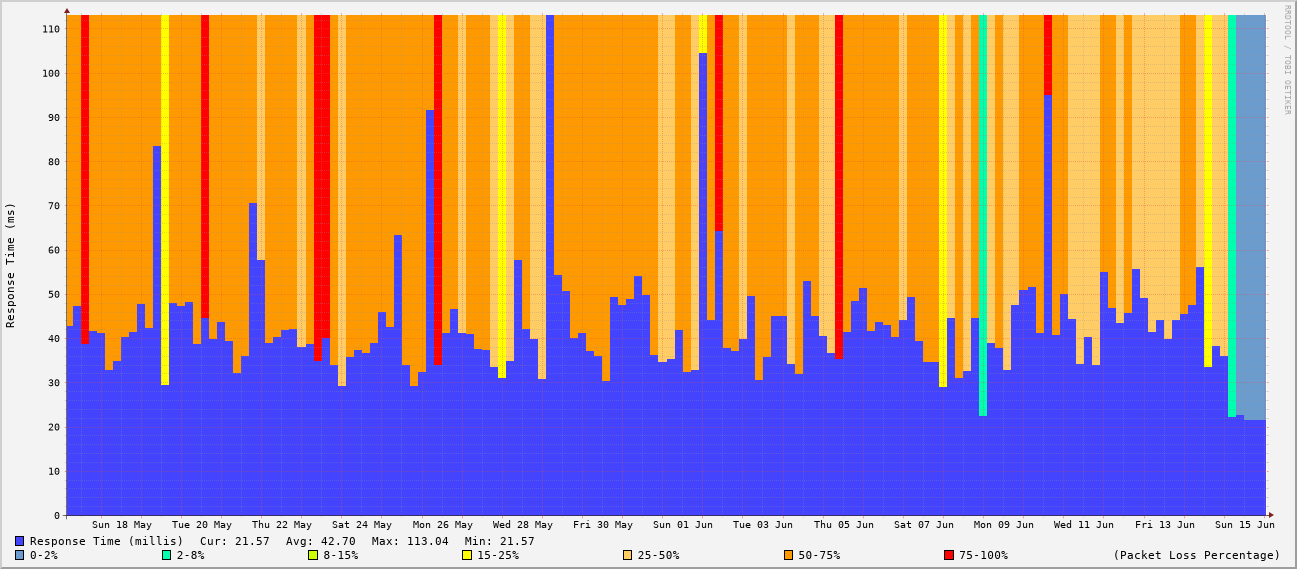 RRDTOOL / TOBI OETIKER
Response Time (ms)
110
100
90
80
70
60
50
40
30
20
10
0
Sun 18 May Tue 20 May Thu 22 May Sat 24 May Mon 26 May Wed 28 May Fri 30 May Sun 01 Jun Tue 03 Jun Thu 05 Jun Sat 07 Jun Mon 09 Jun Wed 11 Jun Fri 13 Jun Sun 15 Jun
Response Time (millis) Cur: 21.57 Avg: 42.70 Max: 113.04 Min: 21.57
0-2% 2-8% 8-15% 15-25% 25-50% 50-75% 75-100% (Packet Loss Percentage)